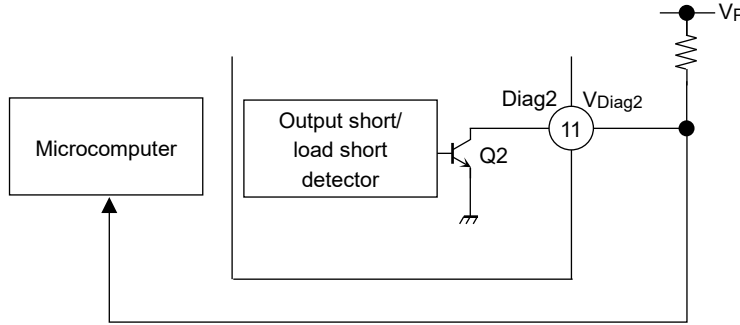 VP
Diag2
VDiag2
Output short/
load short
detector
Microcomputer
11
Q2